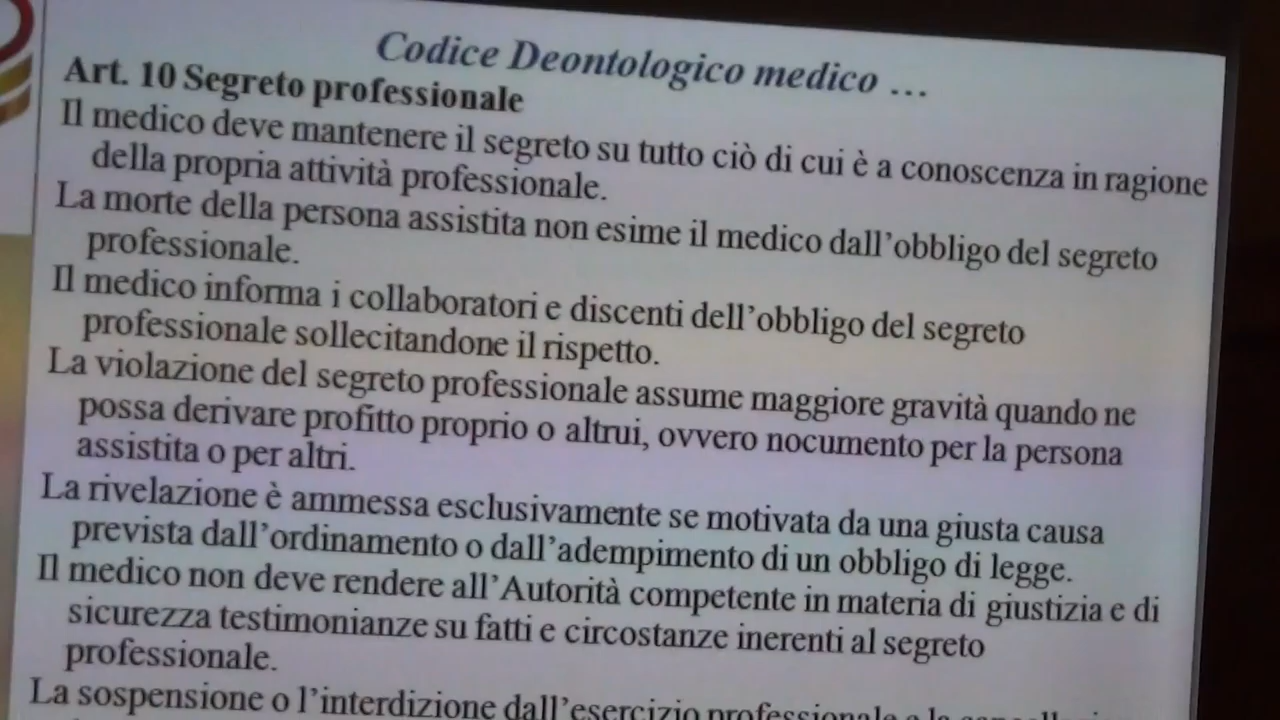 Codice Deontologico medico ...
Art. 10 Segreto professionale
Il medico deve mantenere il segreto su tutto ciò di cui è a conoscenza in ragione
della propria attività professionale.
La morte della persona assistita non esime il medico dall'obbligo del segreto
professionale.
Il medico informa i collaboratori e discenti dell'obbligo del segreto
professionale sollecitandone il rispetto.
La violazione del segreto professionale assume maggiore gravità quando ne
possa derivare profitto proprio o altrui, ovvero nocumento per la persona
assistita o per altri.
La rivelazione è ammessa esclusivamente se motivata da una giusta causa
prevista dall'ordinamento o dall'adempimento di un obbligo di legge.
Il medico non deve rendere all'Autorità competente in materia di giustizia e di
sicurezza testimonianze su fatti e circostanze inerenti al segreto
professionale.
La sospensione o l'interdizione dall'esercizio professionale